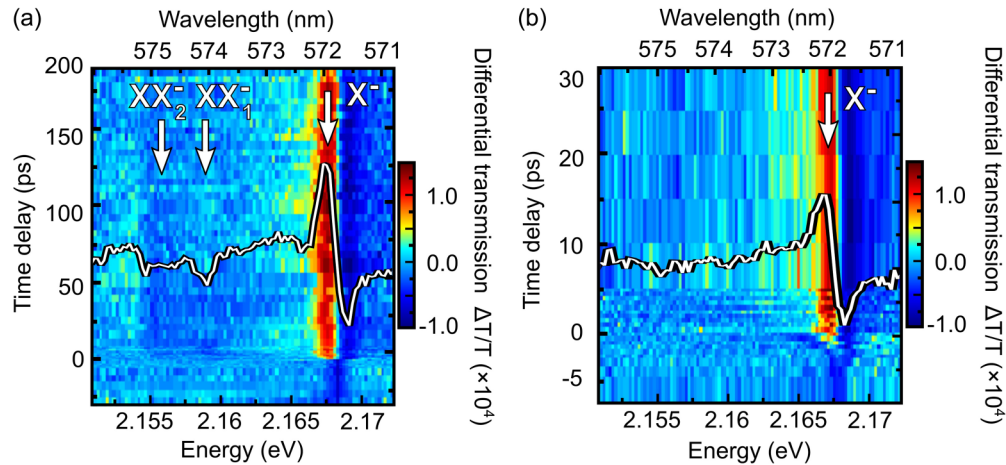 (a)
Wavelength (nm)
575 574 573 572 571
Time delay (ps)
200
150
100
50
0
XX₂⁻ XX₁⁻ X⁻
2.155 2.16 2.165 2.17
Energy (eV)
1.0
0.0
-1.0
Differential transmission ΔT/T (×10⁴)
(b)
Wavelength (nm)
575 574 573 572 571
Time delay (ps)
30
20
10
0
-5
X⁻
2.155 2.16 2.165 2.17
Energy (eV)
1.0
0.0
-1.0
Differential transmission ΔT/T (×10⁴)